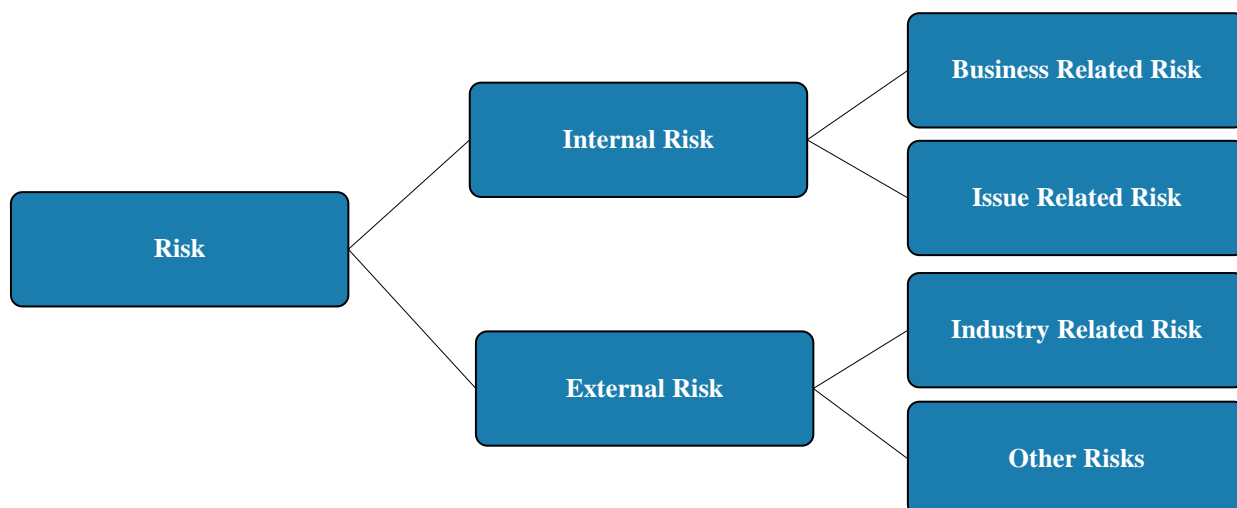 Risk
Internal Risk
Business Related Risk
Issue Related Risk
External Risk
Industry Related Risk
Other Risks